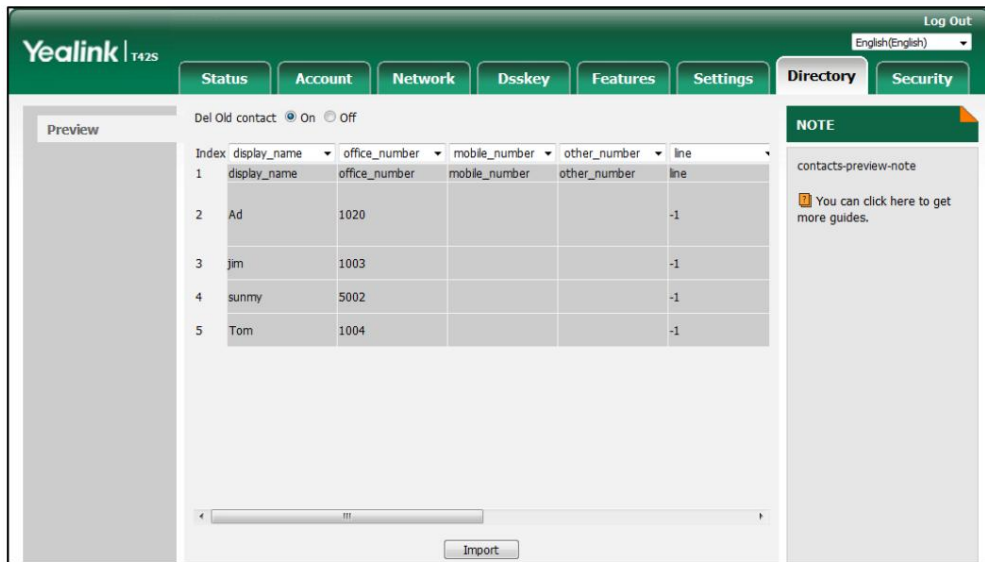 Log Out
Yealink T42S
English(English)
Status Account Network Dsskey Features Settings Directory Security
Preview
Del Old contact On Off
NOTE
Index display_name office_number mobile_number other_number line
1 display_name office_number mobile_number other_number line
contacts-preview-note
2 Ad 1020 -1
You can click here to get
more guides.
3 jim 1003 -1
4 sunmy 5002 -1
5 Tom 1004 -1
Import